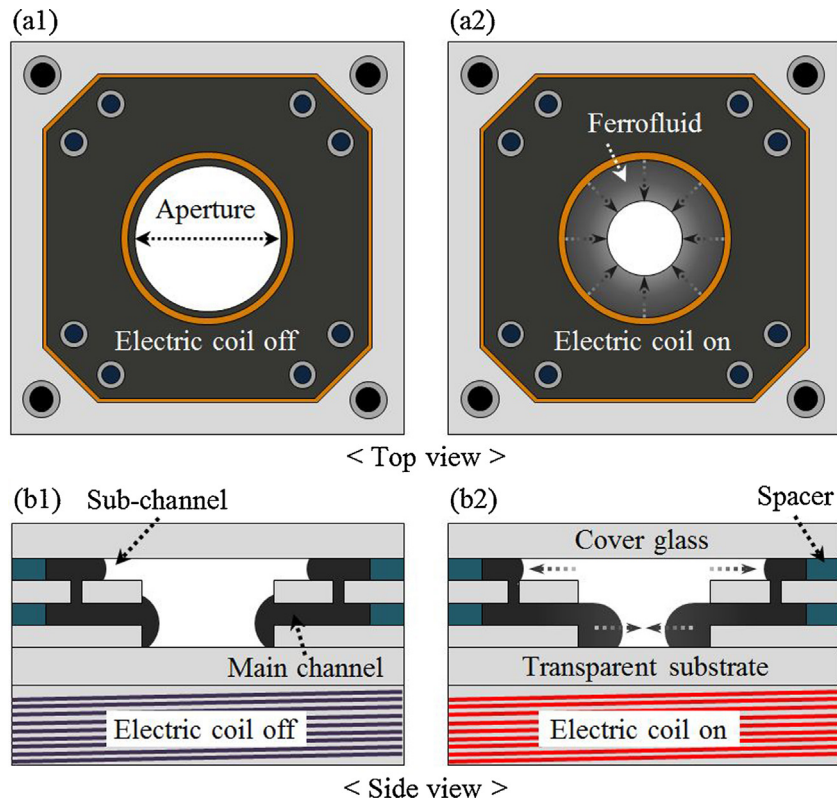 (a1)
(a2)
Ferrofluid
Aperture
Electric coil off
Electric coil on
< Top view >
(b1)
Sub-channel
(b2)
Spacer
Cover glass
Main channel
Transparent substrate
Electric coil off
Electric coil on
< Side view >